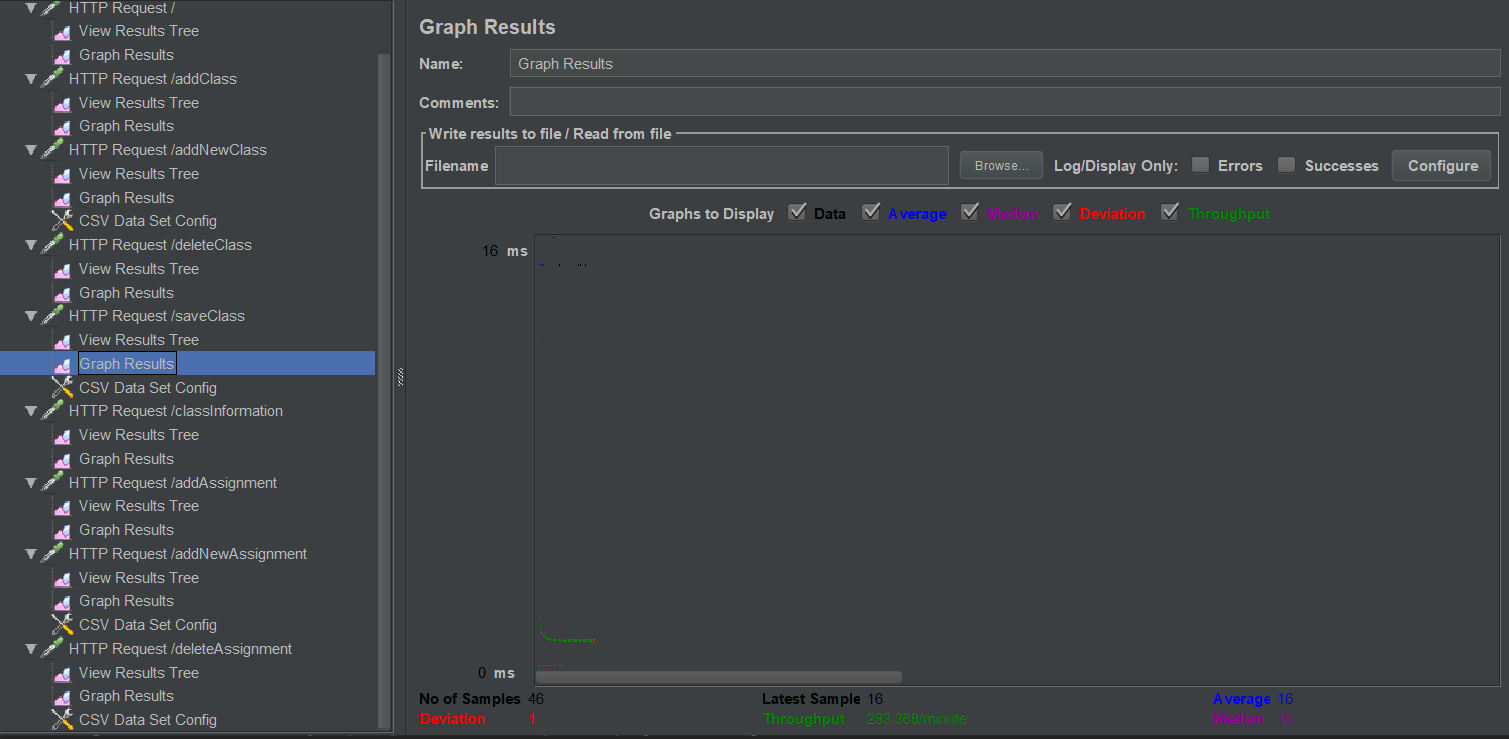 HTTP Request /
View Results Tree
Graph Results
HTTP Request /addClass
View Results Tree
Graph Results
HTTP Request /addNewClass
View Results Tree
Graph Results
CSV Data Set Config
HTTP Request /deleteClass
View Results Tree
Graph Results
HTTP Request /saveClass
View Results Tree
Graph Results
CSV Data Set Config
HTTP Request /classInformation
View Results Tree
Graph Results
HTTP Request /addAssignment
View Results Tree
Graph Results
HTTP Request /addNewAssignment
View Results Tree
Graph Results
CSV Data Set Config
HTTP Request /deleteAssignment
View Results Tree
Graph Results
CSV Data Set Config
Graph Results
Name: Graph Results
Comments:
Write results to file / Read from file
Filename Browse... Log/Display Only: Errors Successes Configure
Graphs to Display Data Average Median Deviation Throughput
16 ms
0 ms
No of Samples 46 Latest Sample 16 Average 16
Deviation 1 Throughput 283.368/minute Median